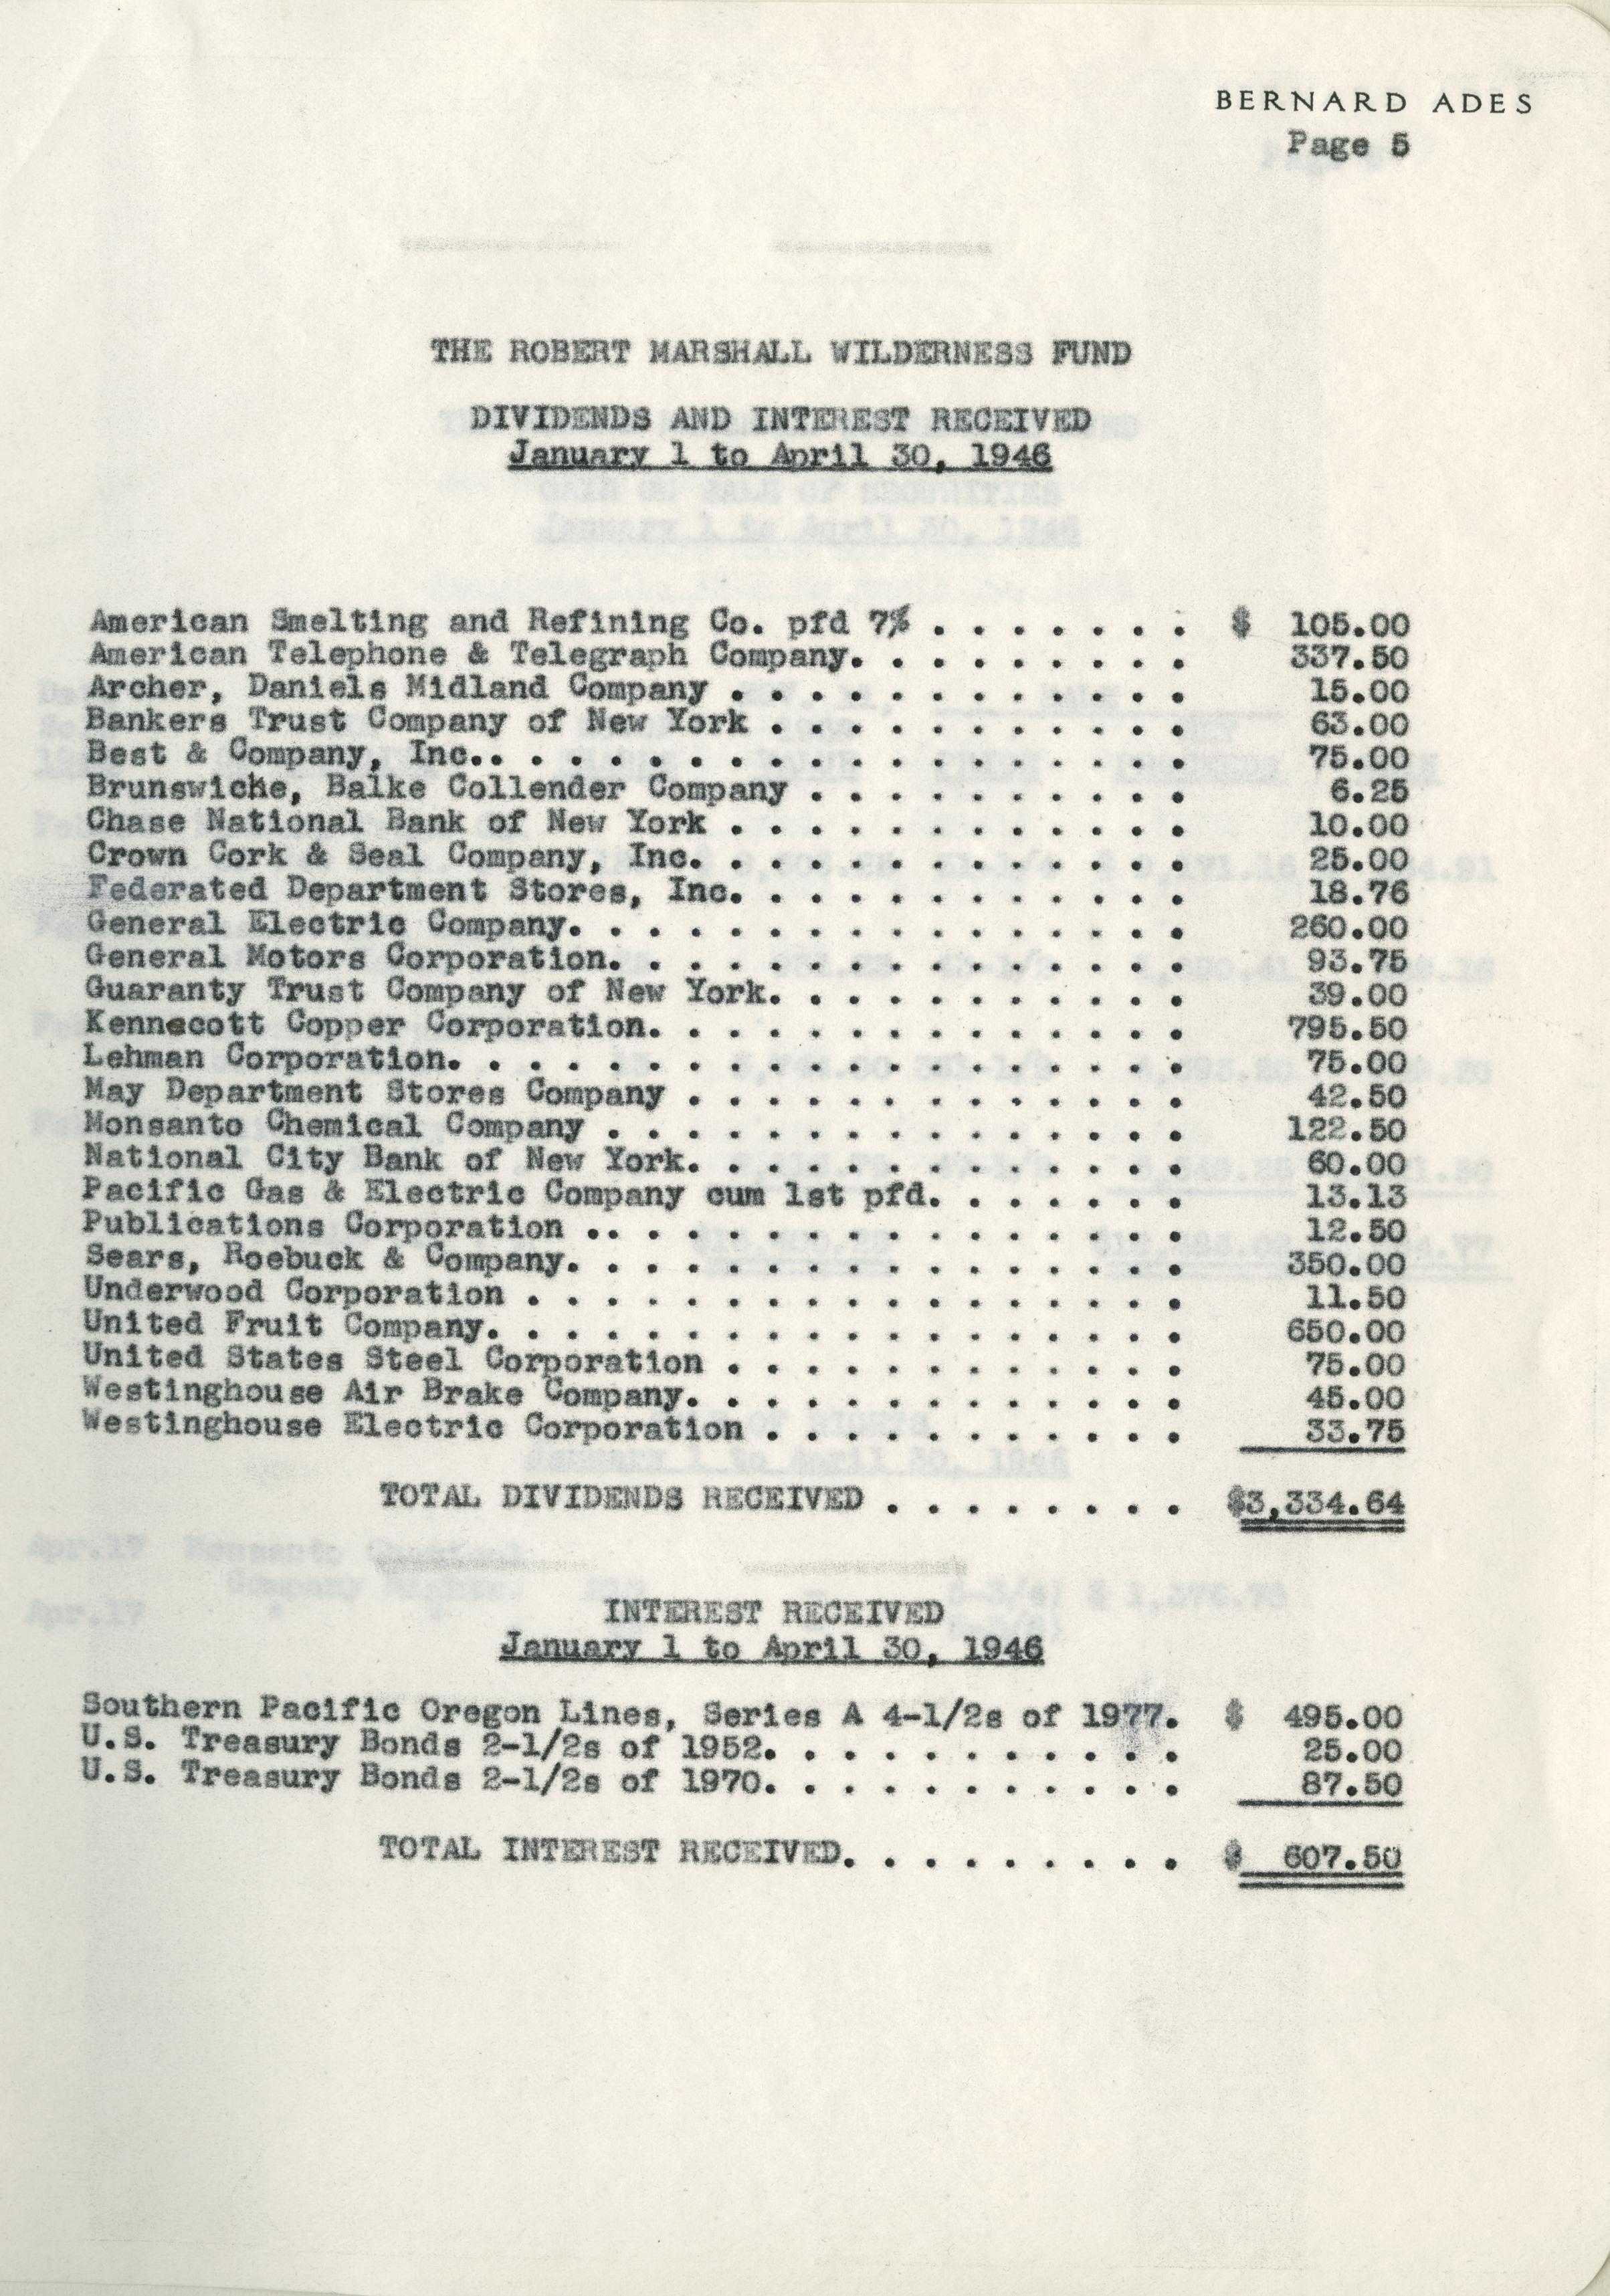 BERNARD ADES
Page 5
THE ROBERT MARSHALL WILDERNESS FUND
DIVIDENDS AND INTEREST RECEIVED
January 1 to April 30, 1946
American Smelting and Refining Co. pfd 7% . . . . . . . $ 105.00
American Telephone & Telegraph Company. . . . . . . . . 337.50
Archer, Daniels Midland Company . . . . . . . . . . . . 15.00
Bankers Trust Company of New York . . . . . . . . . . . 63.00
Best & Company, Inc.. . . . . . . . . . . . . . . . . . 75.00
Brunswiche, Balke Collender Company . . . . . . . . . . 6.25
Chase National Bank of New York . . . . . . . . . . . . 10.00
Crown Cork & Seal Company, Inc. . . . . . . . . . . . . 25.00
Federated Department Stores, Inc. . . . . . . . . . . . 18.76
General Electric Company. . . . . . . . . . . . . . . . 260.00
General Motors Corporation. . . . . . . . . . . . . . . 93.75
Guaranty Trust Company of New York. . . . . . . . . . . 39.00
Kennecott Copper Corporation. . . . . . . . . . . . . . 795.50
Lehman Corporation. . . . . . . . . . . . . . . . . . . 75.00
May Department Stores Company . . . . . . . . . . . . . 42.50
Monsanto Chemical Company . . . . . . . . . . . . . . . 122.50
National City Bank of New York. . . . . . . . . . . . . 60.00
Pacific Gas & Electric Company cum 1st pfd. . . . . . . 13.13
Publications Corporation .. . . . . . . . . . . . . . . 12.50
Sears, Roebuck & Company. . . . . . . . . . . . . . . . 350.00
Underwood Corporation . . . . . . . . . . . . . . . . . 11.50
United Fruit Company. . . . . . . . . . . . . . . . . . 650.00
United States Steel Corporation . . . . . . . . . . . . 75.00
Westinghouse Air Brake Company. . . . . . . . . . . . . 45.00
Westinghouse Electric Corporation . . . . . . . . . . . 33.75
TOTAL DIVIDENDS RECEIVED . . . . . . . . $3,334.64
INTEREST RECEIVED
January 1 to April 30, 1946
Southern Pacific Oregon Lines, Series A 4-1/2s of 1977. $ 495.00
U.S. Treasury Bonds 2-1/2s of 1952. . . . . . . . . . . 25.00
U.S. Treasury Bonds 2-1/2s of 1970. . . . . . . . . . . 87.50
TOTAL INTEREST RECEIVED. . . . . . . . . $ 607.50